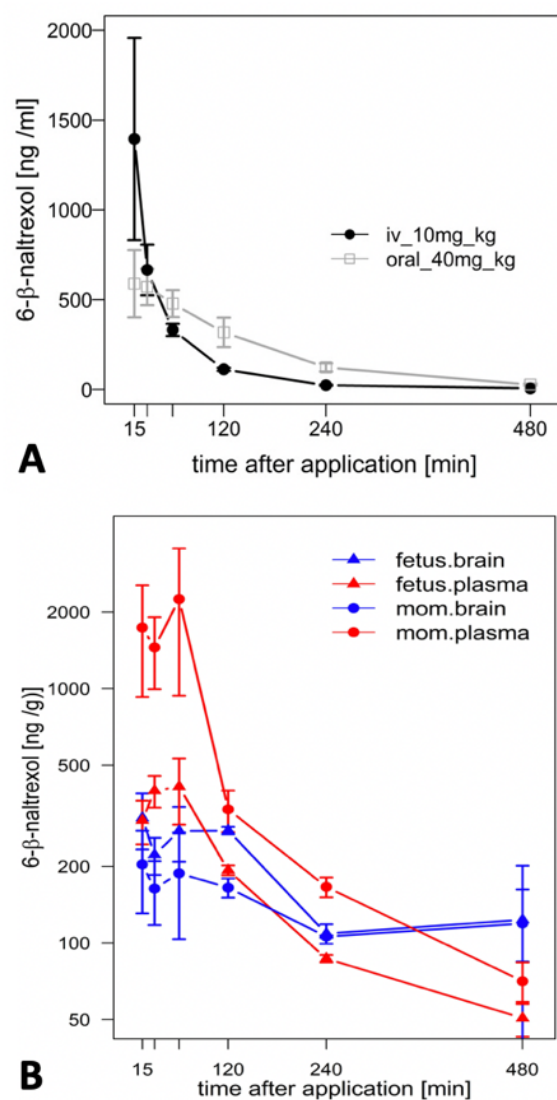 2000
1500
1000
500
0
6-β-naltrexol [ng /ml]
iv_10mg_kg
oral_40mg_kg
15 120 240 480
time after application [min]
A
fetus.brain
fetus.plasma
mom.brain
mom.plasma
2000
1000
500
200
100
50
6-β-naltrexol [ng /g)]
15 120 240 480
time after application [min]
B